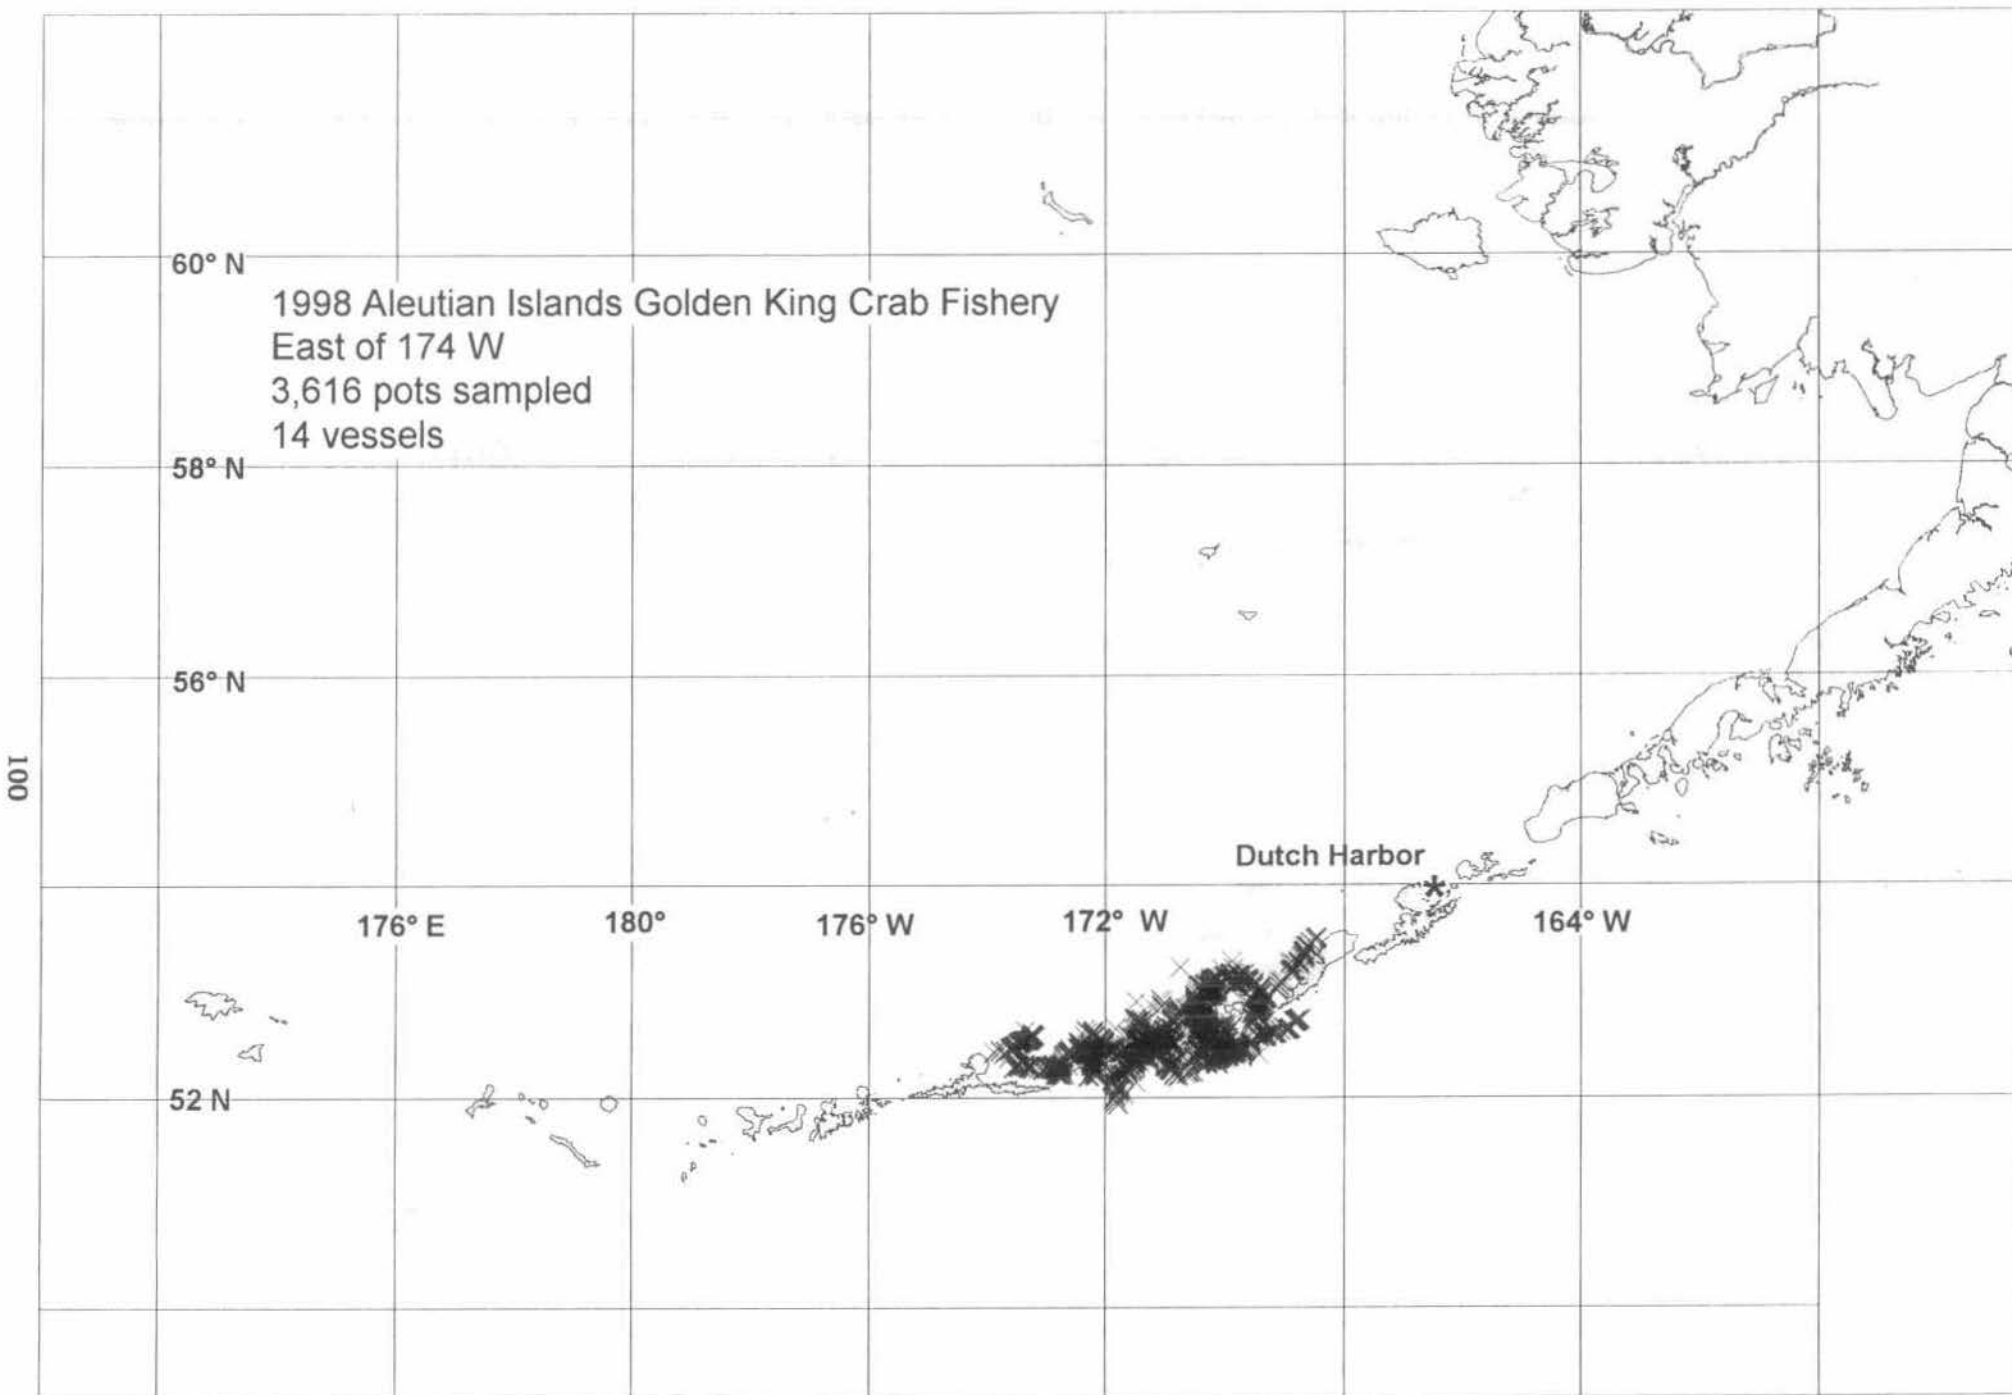 60° N
1998 Aleutian Islands Golden King Crab Fishery
East of 174 W
3,616 pots sampled
14 vessels
58° N
56° N
100
Dutch Harbor
*
176° E
180°
176° W
172° W
164° W
52 N